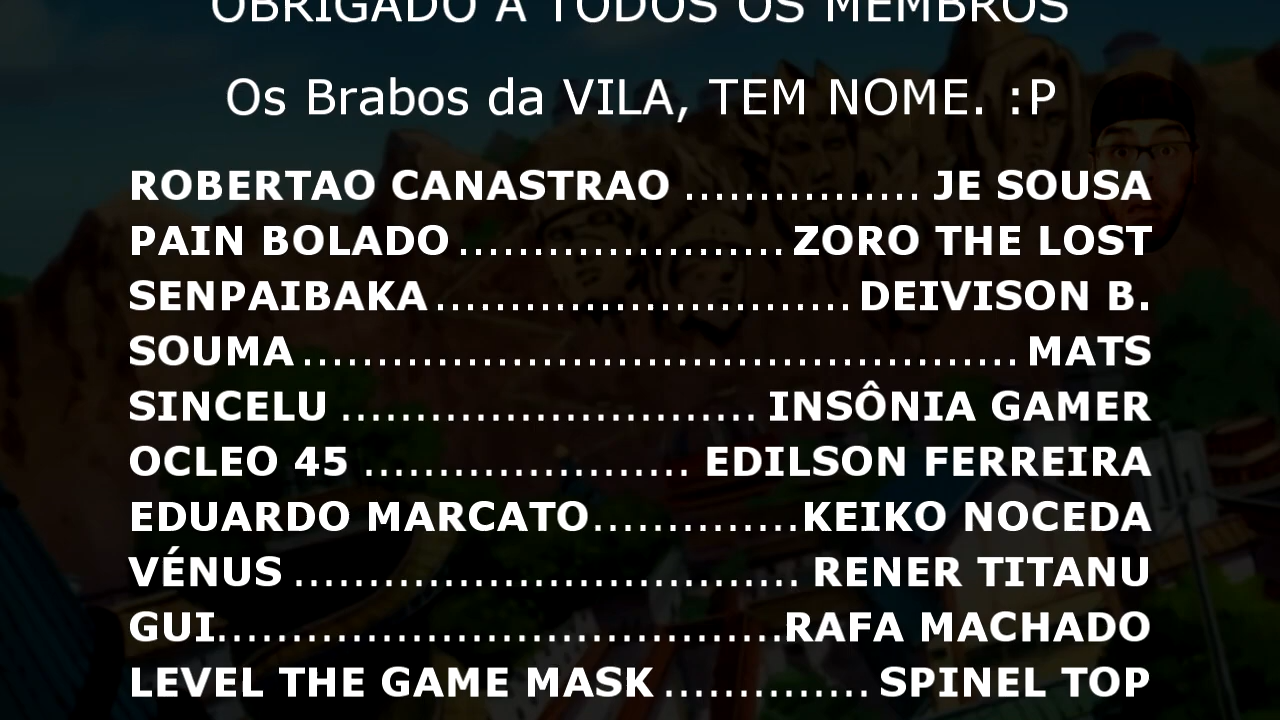 OBRIGADO A TODOS OS MEMBROS
Os Brabos da VILA, TEM NOME. :P
ROBERTAO CANASTRAO ................ JE SOUSA
PAIN BOLADO...................... ZORO THE LOST
SENPAIBAKA............................ DEIVISON B.
SOUMA ................................................ MATS
SINCELU ............................ INSÔNIA GAMER
OCLEO 45 ...................... EDILSON FERREIRA
EDUARDO MARCATO..............KEIKO NOCEDA
VÉNUS .................................. RENER TITANU
GUI......................................RAFA MACHADO
LEVEL THE GAME MASK.............. SPINEL TOP